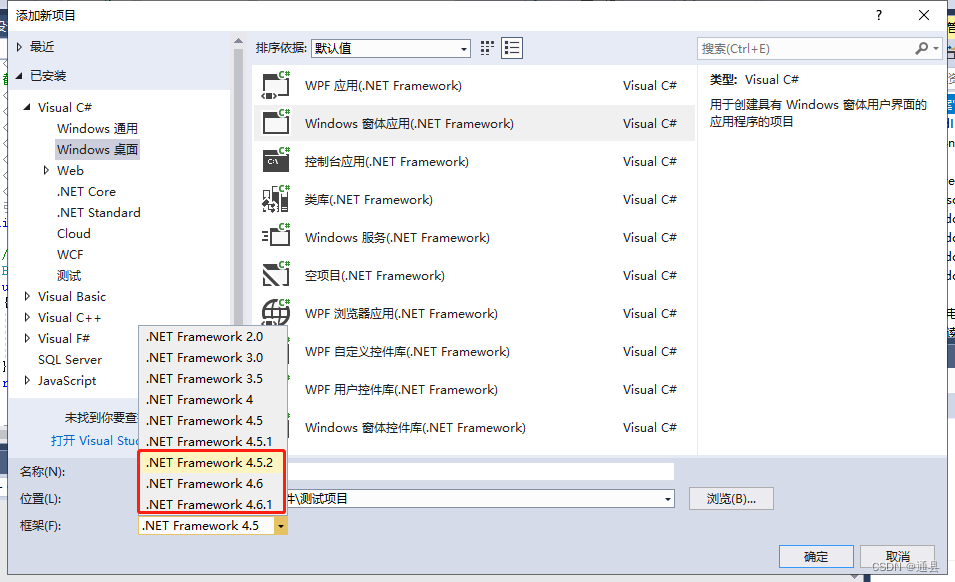 添加新项目
?
最近
已安装
Visual C#
Windows 通用
Windows 桌面
Web
.NET Core
.NET Standard
Cloud
WCF
测试
Visual Basic
Visual C++
Visual F#
SQL Server
JavaScript
未找到你要查
打开 Visual Stu
排序依据: 默认值
搜索(Ctrl+E)
WPF 应用(.NET Framework) Visual C#
Windows 窗体应用(.NET Framework) Visual C#
控制台应用(.NET Framework) Visual C#
类库(.NET Framework) Visual C#
Windows 服务(.NET Framework) Visual C#
空项目(.NET Framework) Visual C#
WPF 浏览器应用(.NET Framework) Visual C#
WPF 自定义控件库(.NET Framework) Visual C#
WPF 用户控件库(.NET Framework) Visual C#
Windows 窗体控件库(.NET Framework) Visual C#
类型: Visual C#
用于创建具有 Windows 窗体用户界面的
应用程序的项目
.NET Framework 2.0
.NET Framework 3.0
.NET Framework 3.5
.NET Framework 4
.NET Framework 4.5
.NET Framework 4.5.1
.NET Framework 4.5.2
.NET Framework 4.6
.NET Framework 4.6.1
名称(N):
位置(L): \测试项目 浏览(B)...
框架(F): .NET Framework 4.5
确定 取消
CSDN @通县